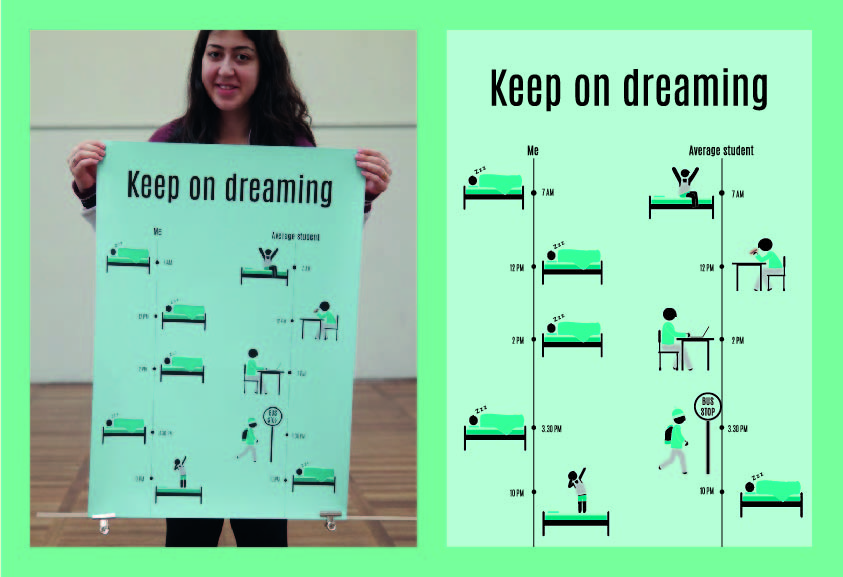 Keep on dreaming
Me
Average student
BUS
STOP
Keep on dreaming
Me
Average student
Zzz
7 AM
7 AM
Zzz
12 PM
12 PM
Zzz
2 PM
2 PM
BUS
STOP
Zzz
3.30 PM
3.30 PM
Zzz
10 PM
10 PM